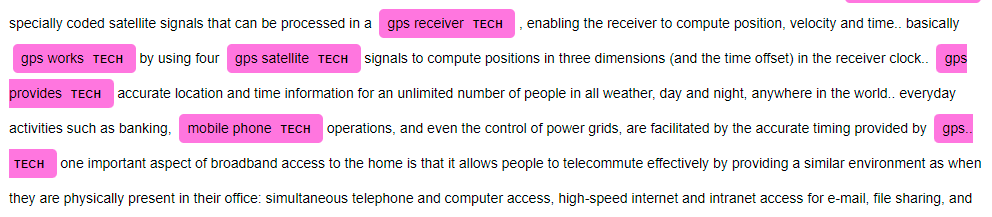 specially coded satellite signals that can be processed in a gps receiver TECH , enabling the receiver to compute position, velocity and time.. basically
gps works TECH by using four gps satellite TECH signals to compute positions in three dimensions (and the time offset) in the receiver clock.. gps
provides TECH accurate location and time information for an unlimited number of people in all weather, day and night, anywhere in the world.. everyday
activities such as banking, mobile phone TECH operations, and even the control of power grids, are facilitated by the accurate timing provided by gps..
TECH one important aspect of broadband access to the home is that it allows people to telecommute effectively by providing a similar environment as when
they are physically present in their office: simultaneous telephone and computer access, high-speed internet and intranet access for e-mail, file sharing, and